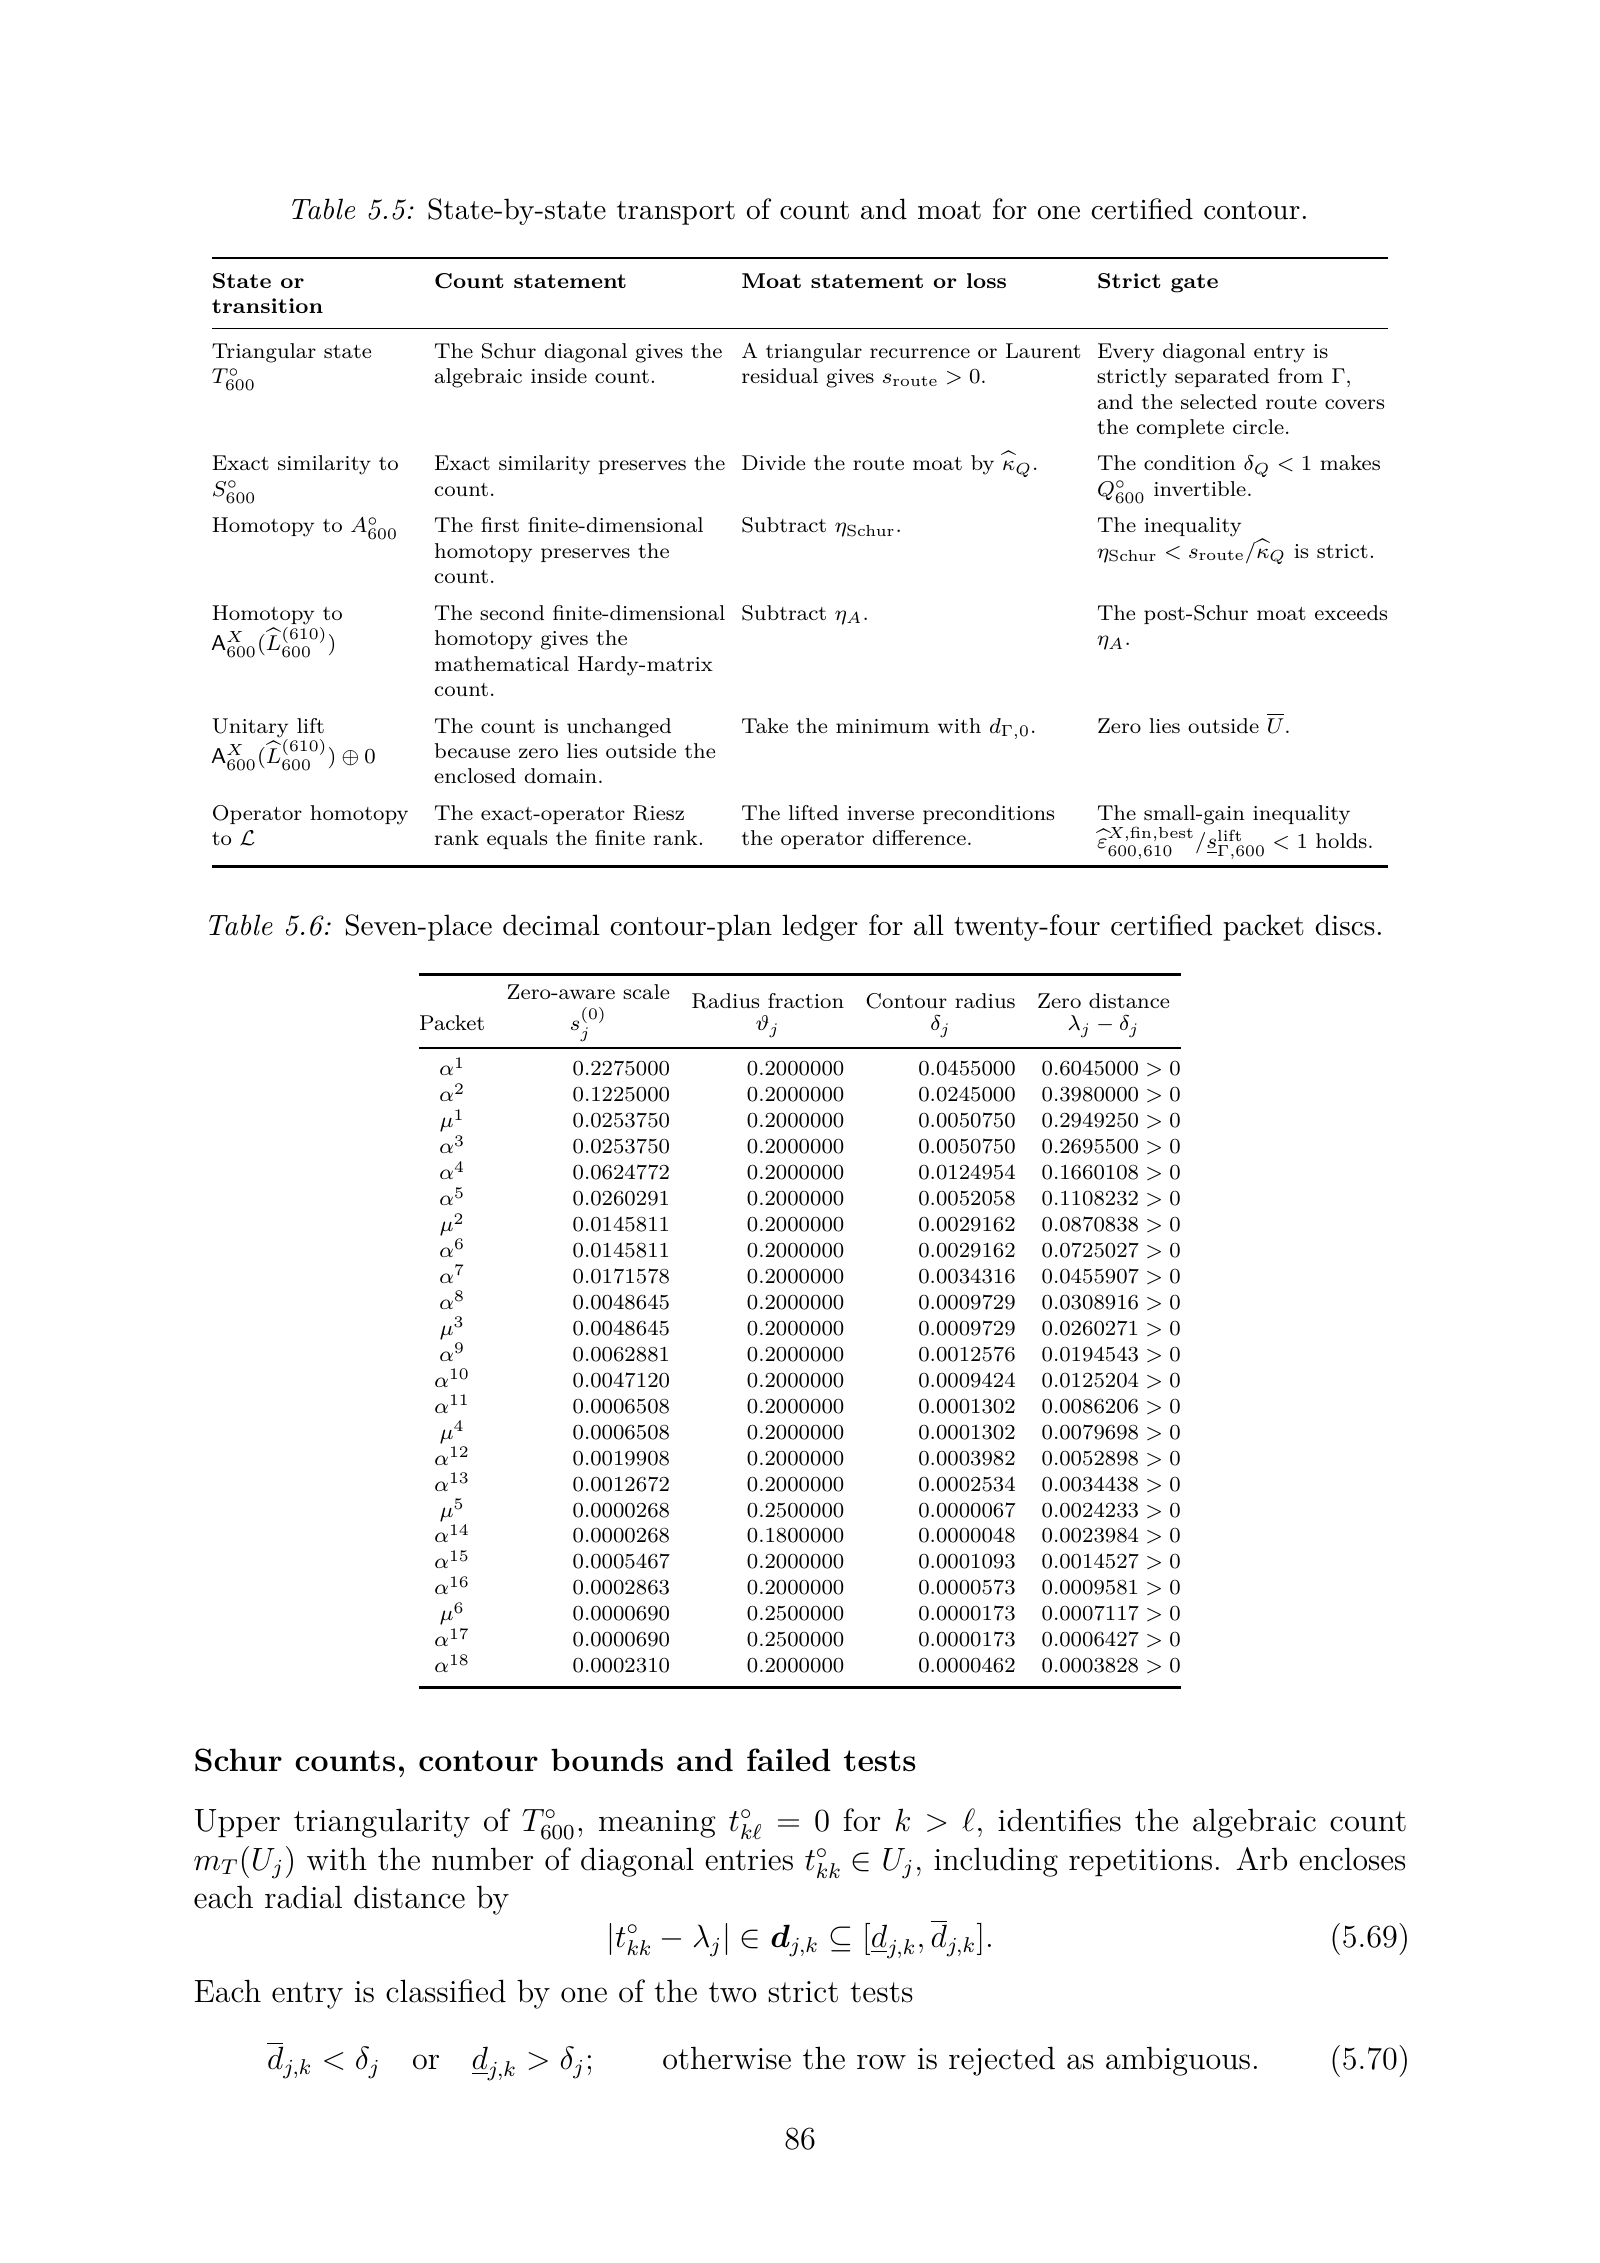 Table 5.5: State-by-state transport of count and moat for one certified contour.
State or transition | Count statement | Moat statement or loss | Strict gate
Triangular state T°₆₀₀ | The Schur diagonal gives the algebraic inside count. | A triangular recurrence or Laurent residual gives s_route > 0. | Every diagonal entry is strictly separated from Γ, and the selected route covers the complete circle.
Exact similarity to S°₆₀₀ | Exact similarity preserves the count. | Divide the route moat by κ̂_Q. | The condition δ_Q < 1 makes Q°₆₀₀ invertible.
Homotopy to A°₆₀₀ | The first finite-dimensional homotopy preserves the count. | Subtract η_Schur. | The inequality η_Schur < s_route/κ̂_Q is strict.
Homotopy to A^X_600(L̂^(610)_600) | The second finite-dimensional homotopy gives the mathematical Hardy-matrix count. | Subtract η_A. | The post-Schur moat exceeds η_A.
Unitary lift A^X_600(L̂^(610)_600) ⊕ 0 | The count is unchanged because zero lies outside the enclosed domain. | Take the minimum with d_Γ,0. | Zero lies outside U̅.
Operator homotopy to ℒ | The exact-operator Riesz rank equals the finite rank. | The lifted inverse preconditions the operator difference. | The small-gain inequality ε̂^{X,fin,best}_{600,610}/s̲^{lift}_{Γ,600} < 1 holds.
Table 5.6: Seven-place decimal contour-plan ledger for all twenty-four certified packet discs.
Packet | Zero-aware scale s_j^(0) | Radius fraction ϑ_j | Contour radius δ_j | Zero distance λ_j − δ_j
α¹ 0.2275000 0.2000000 0.0455000 0.6045000 > 0
α² 0.1225000 0.2000000 0.0245000 0.3980000 > 0
μ¹ 0.0253750 0.2000000 0.0050750 0.2949250 > 0
α³ 0.0253750 0.2000000 0.0050750 0.2695500 > 0
α⁴ 0.0624772 0.2000000 0.0124954 0.1660108 > 0
α⁵ 0.0260291 0.2000000 0.0052058 0.1108232 > 0
μ² 0.0145811 0.2000000 0.0029162 0.0870838 > 0
α⁶ 0.0145811 0.2000000 0.0029162 0.0725027 > 0
α⁷ 0.0171578 0.2000000 0.0034316 0.0455907 > 0
α⁸ 0.0048645 0.2000000 0.0009729 0.0308916 > 0
μ³ 0.0048645 0.2000000 0.0009729 0.0260271 > 0
α⁹ 0.0062881 0.2000000 0.0012576 0.0194543 > 0
α¹⁰ 0.0047120 0.2000000 0.0009424 0.0125204 > 0
α¹¹ 0.0006508 0.2000000 0.0001302 0.0086206 > 0
μ⁴ 0.0006508 0.2000000 0.0001302 0.0079698 > 0
α¹² 0.0019908 0.2000000 0.0003982 0.0052898 > 0
α¹³ 0.0012672 0.2000000 0.0002534 0.0034438 > 0
μ⁵ 0.0000268 0.2500000 0.0000067 0.0024233 > 0
α¹⁴ 0.0000268 0.1800000 0.0000048 0.0023984 > 0
α¹⁵ 0.0005467 0.2000000 0.0001093 0.0014527 > 0
α¹⁶ 0.0002863 0.2000000 0.0000573 0.0009581 > 0
μ⁶ 0.0000690 0.2500000 0.0000173 0.0007117 > 0
α¹⁷ 0.0000690 0.2500000 0.0000173 0.0006427 > 0
α¹⁸ 0.0002310 0.2000000 0.0000462 0.0003828 > 0
Schur counts, contour bounds and failed tests
Upper triangularity of T°₆₀₀, meaning t°_kℓ = 0 for k > ℓ, identifies the algebraic count
m_T(U_j) with the number of diagonal entries t°_kk ∈ U_j, including repetitions. Arb encloses
each radial distance by
|t°_kk − λ_j| ∈ 𝒅_j,k ⊆ [d̲_j,k, d̅_j,k]. (5.69)
Each entry is classified by one of the two strict tests
d̅_j,k < δ_j or d̲_j,k > δ_j; otherwise the row is rejected as ambiguous. (5.70)
86